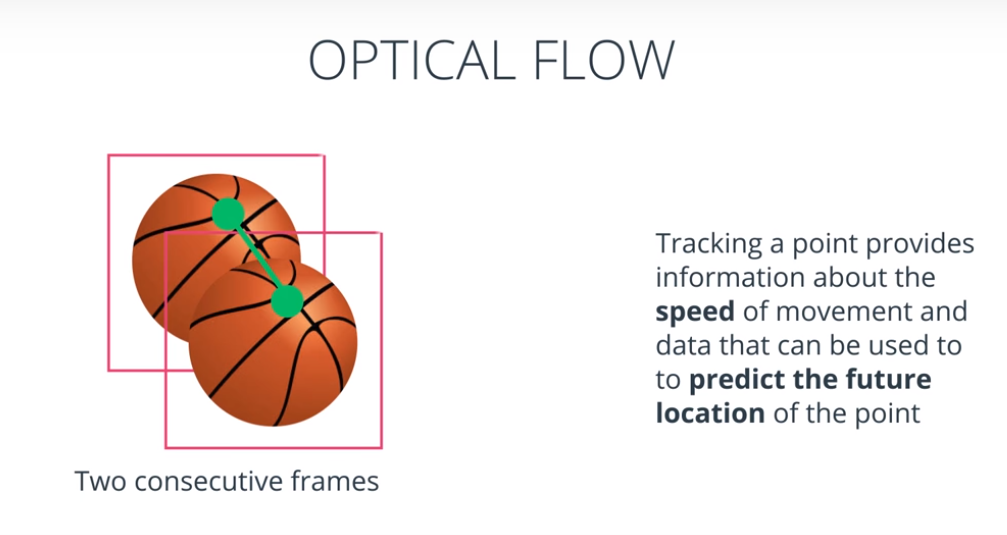 OPTICAL FLOW
Tracking a point provides
information about the
speed of movement and
data that can be used to
to predict the future
location of the point
Two consecutive frames